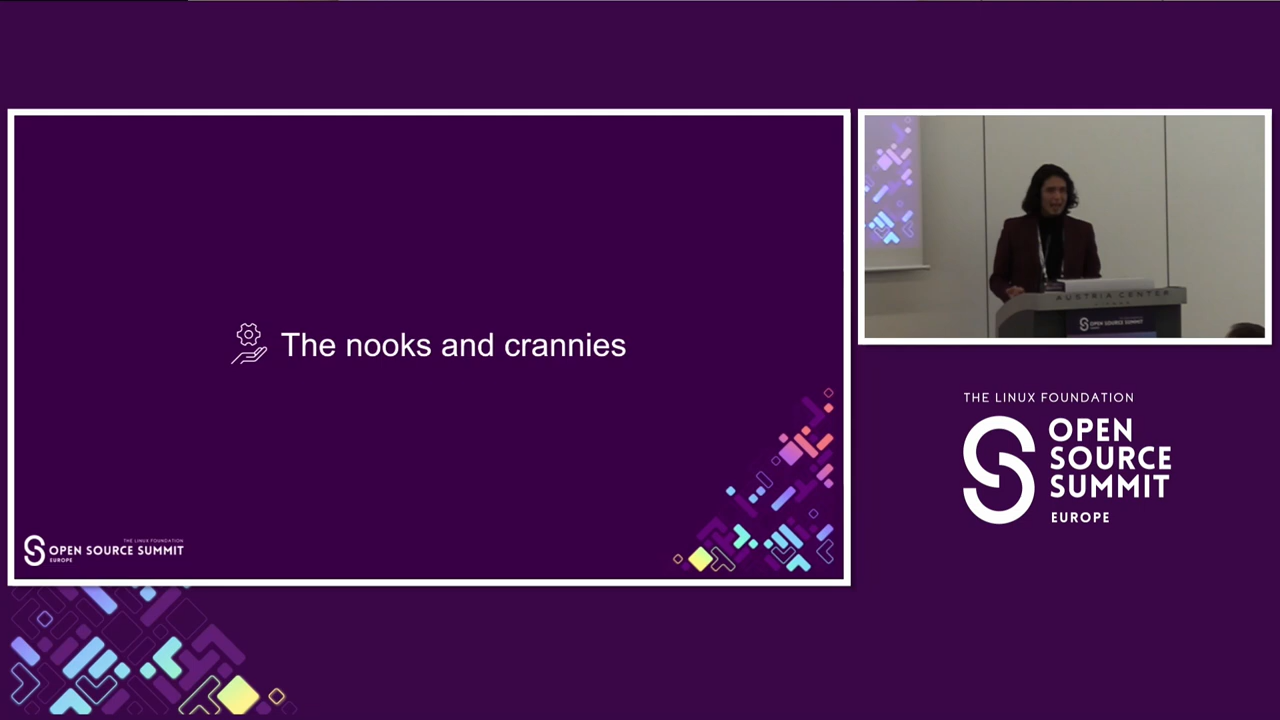 The nooks and crannies
THE LINUX FOUNDATION
OPEN SOURCE SUMMIT
EUROPE
AUSTRIA CENTER
OPEN SOURCE SUMMIT
THE LINUX FOUNDATION
OPEN
SOURCE
SUMMIT
EUROPE